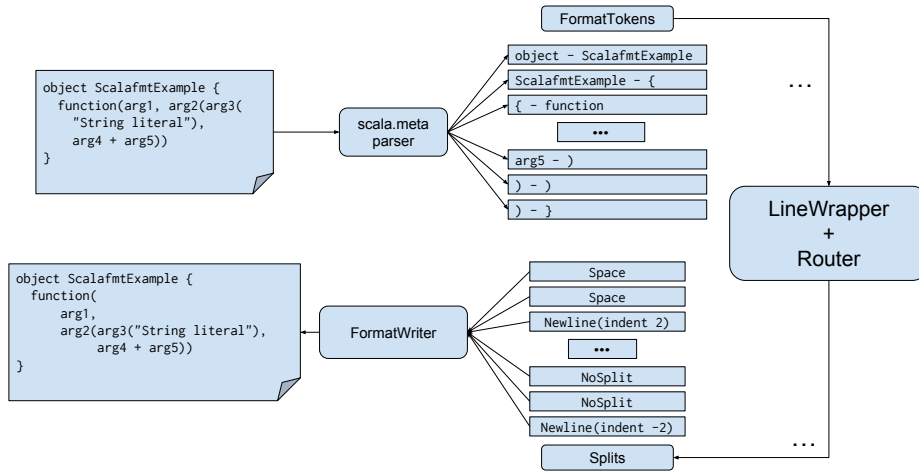 FormatTokens
object - ScalafmtExample
ScalafmtExample - {
{ - function
...
arg5 - )
) - )
) - }
object ScalafmtExample {
function(arg1, arg2(arg3(
"String literal"),
arg4 + arg5))
}
scala.meta
parser
...
LineWrapper
+
Router
object ScalafmtExample {
function(
arg1,
arg2(arg3("String literal"),
arg4 + arg5))
}
FormatWriter
Space
Space
Newline(indent 2)
...
NoSplit
NoSplit
Newline(indent -2)
Splits
...